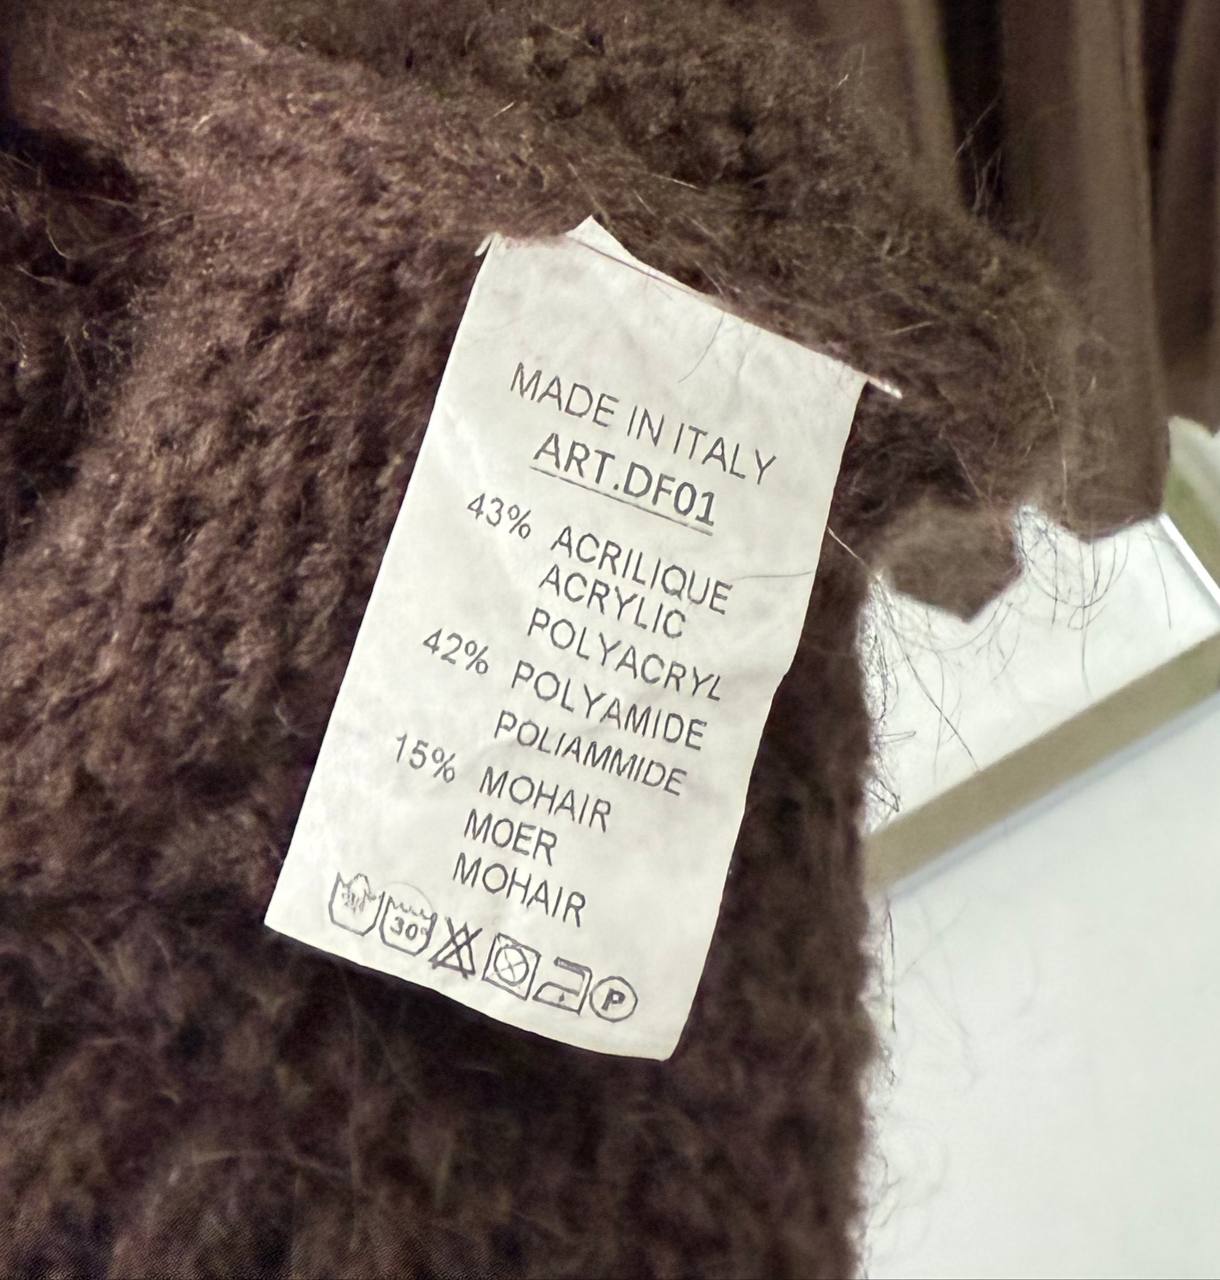 MADE IN ITALY
ART.DF01
43% ACRILIQUE
ACRYLIC
POLYACRYL
42% POLYAMIDE
POLIAMMIDE
15% MOHAIR
MOER
MOHAIR
30° P